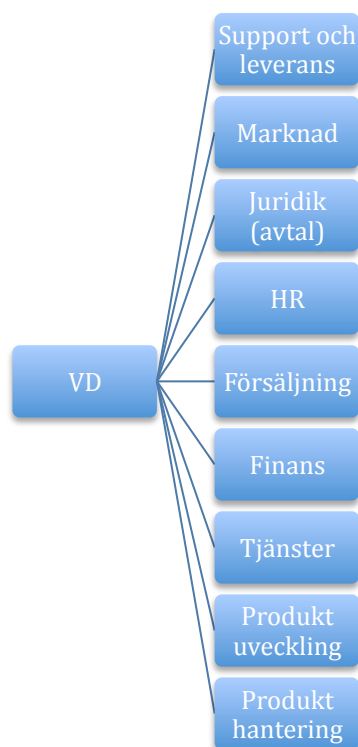 Support och
leverans
Marknad
Juridik
(avtal)
HR
VD
Försäljning
Finans
Tjänster
Produkt
uveckling
Produkt
hantering